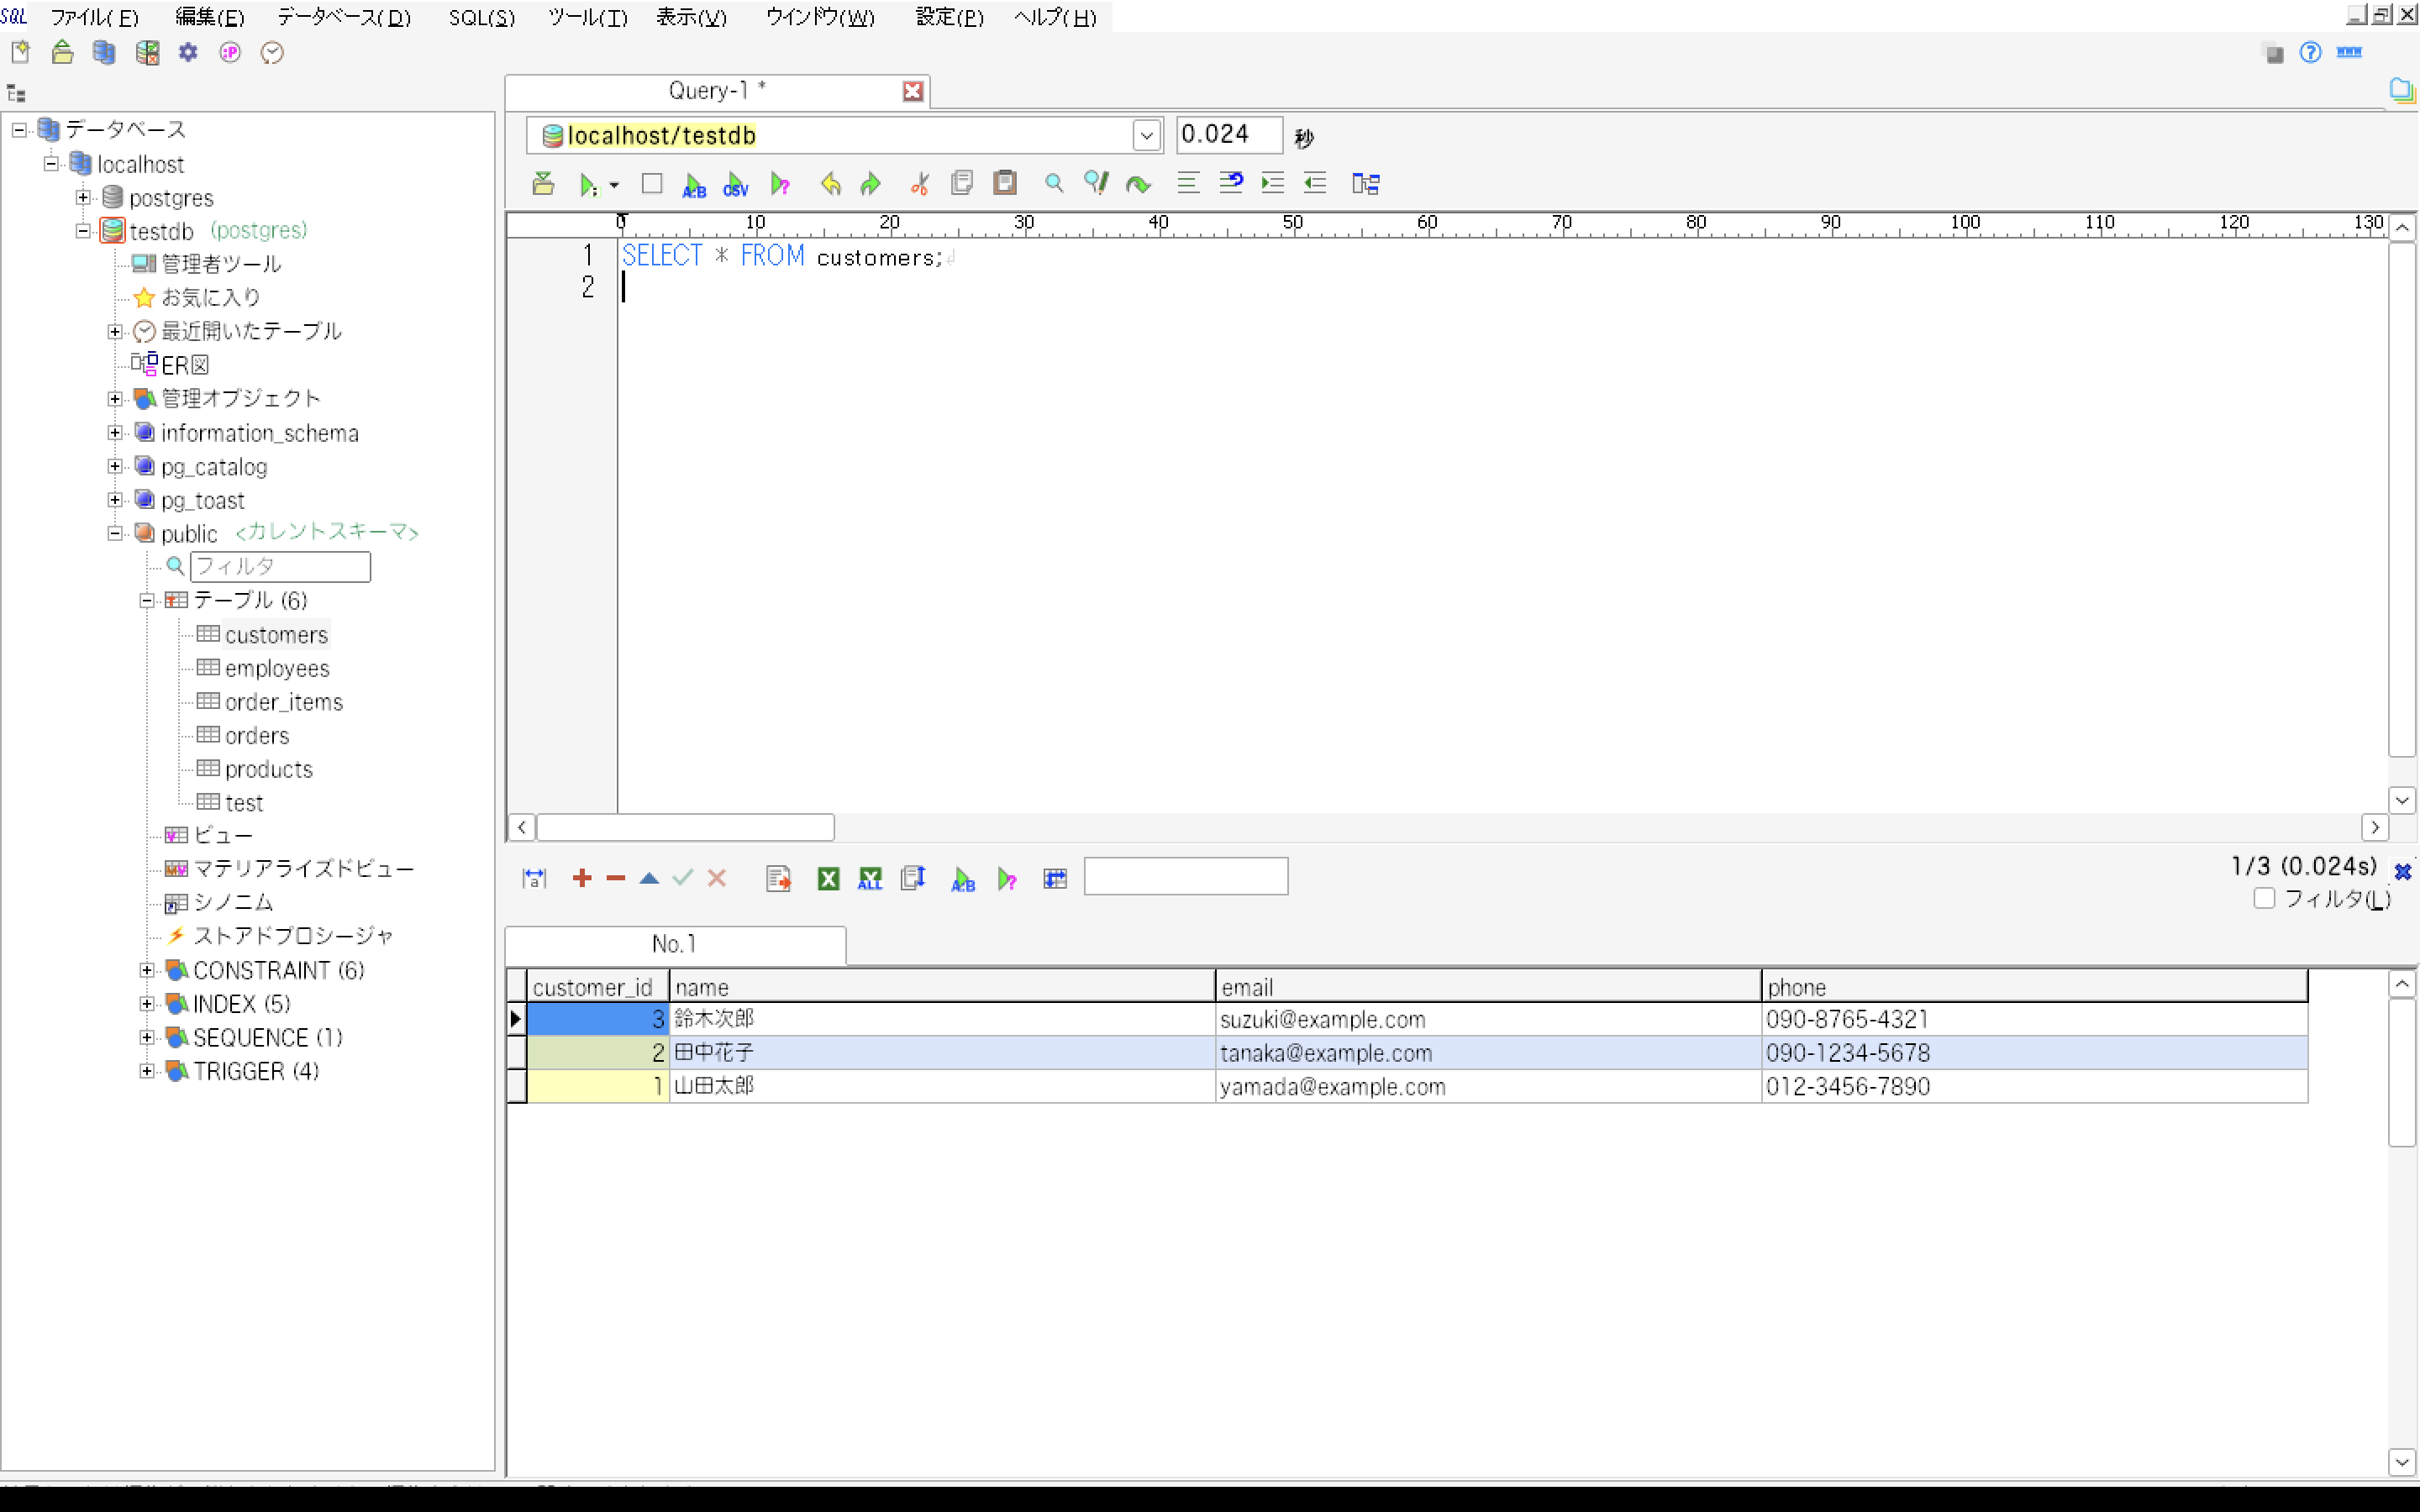 SQL ファイル(F) 編集(E) データベース(D) SQL(S) ツール(T) 表示(V) ウインドウ(W) 設定(P) ヘルプ(H)
:P
Query-1 *
データベース
localhost
postgres
testdb (postgres)
管理者ツール
お気に入り
最近開いたテーブル
ER図
管理オブジェクト
information_schema
pg_catalog
pg_toast
public <カレントスキーマ>
フィルタ
テーブル (6)
customers
employees
order_items
orders
products
test
ビュー
マテリアライズドビュー
シノニム
ストアドプロシージャ
CONSTRAINT (6)
INDEX (5)
SEQUENCE (1)
TRIGGER (4)
localhost/testdb 0.024 秒
A:B CSV
0 10 20 30 40 50 60 70 80 90 100 110 120 130
1 SELECT * FROM customers;
2
a ALL A:B 1/3 (0.024s)
フィルタ(L)
No.1
customer_id name email phone
3 鈴木次郎 suzuki@example.com 090-8765-4321
2 田中花子 tanaka@example.com 090-1234-5678
1 山田太郎 yamada@example.com 012-3456-7890